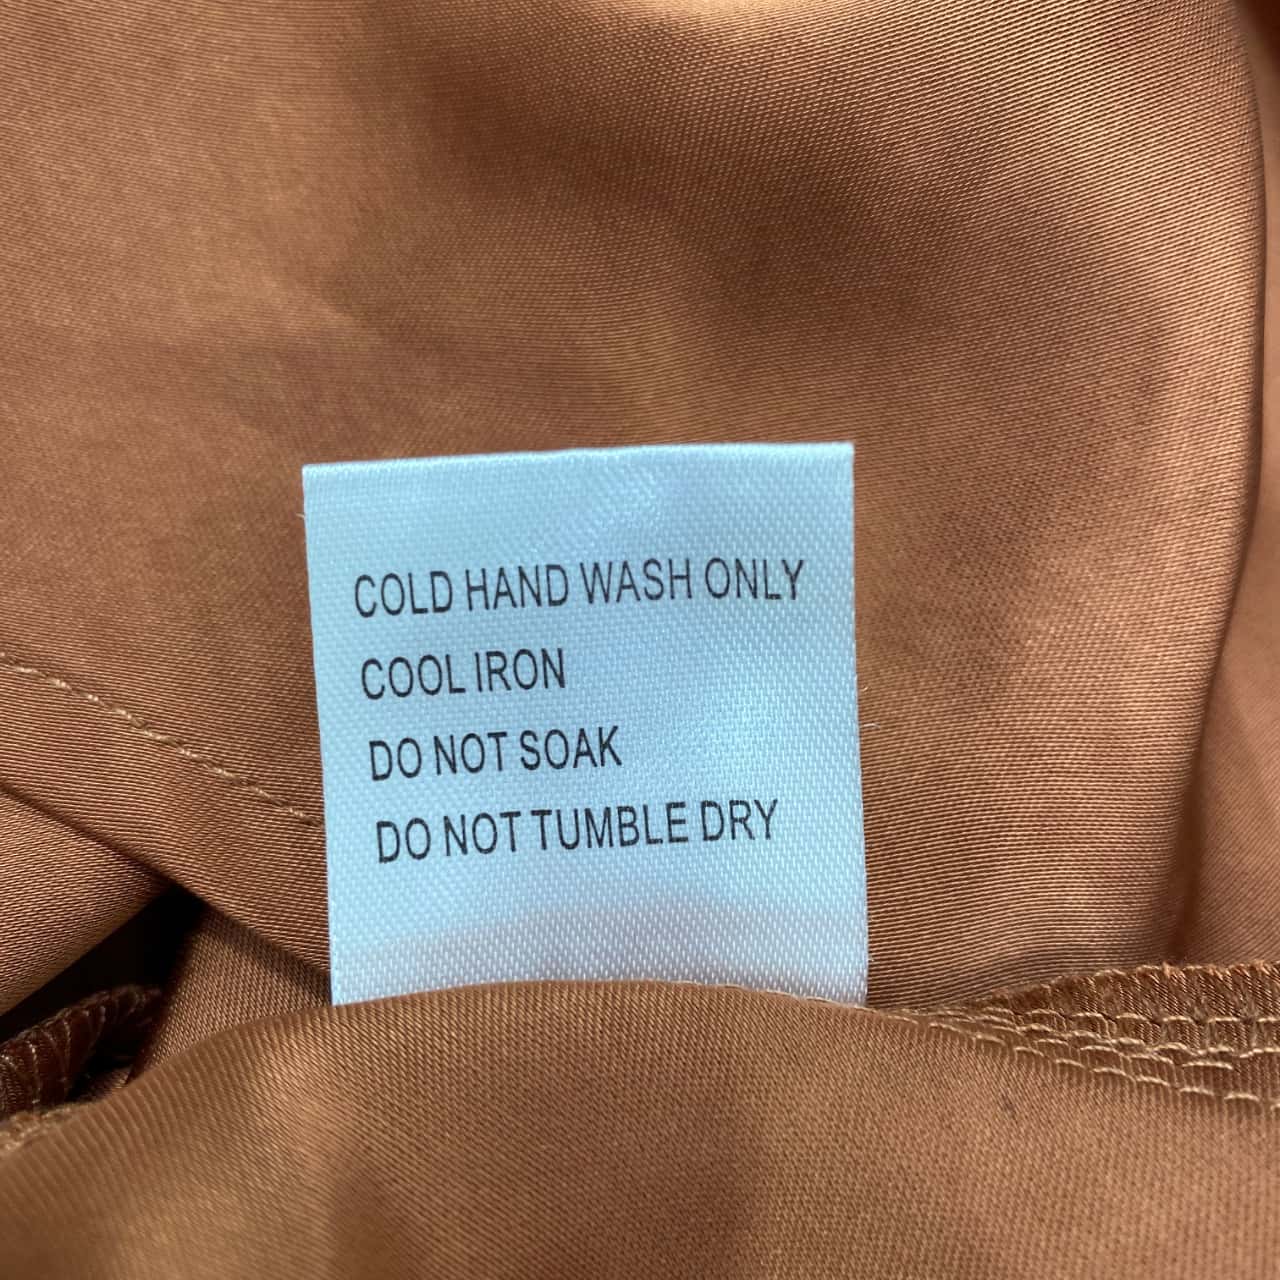 COLD HAND WASH ONLY
COOL IRON
DO NOT SOAK
DO NOT TUMBLE DRY